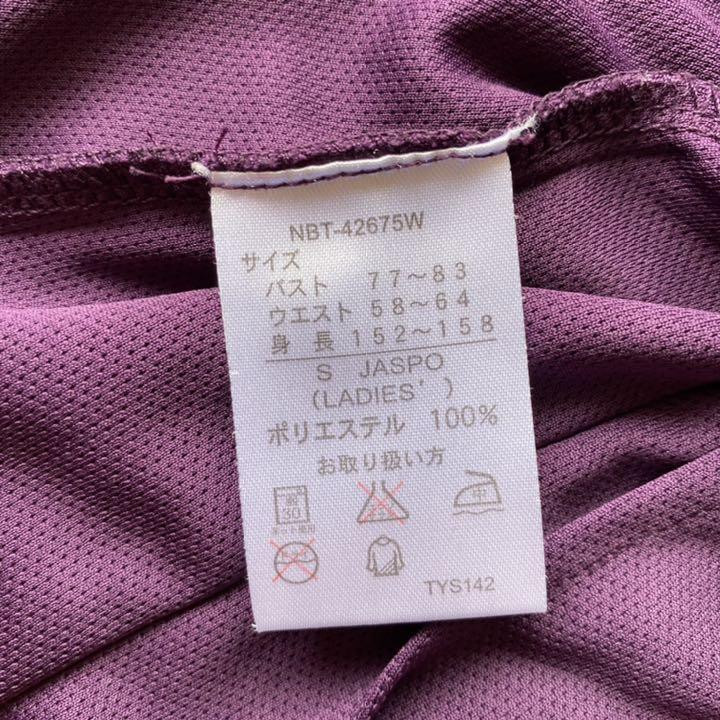 NBT-42675W
サイズ
バスト 77～83
ウエスト 58～64
身長 152～158
S JASPO
(LADIES')
ポリエステル 100%
お取り扱い方
30
中
TYS142